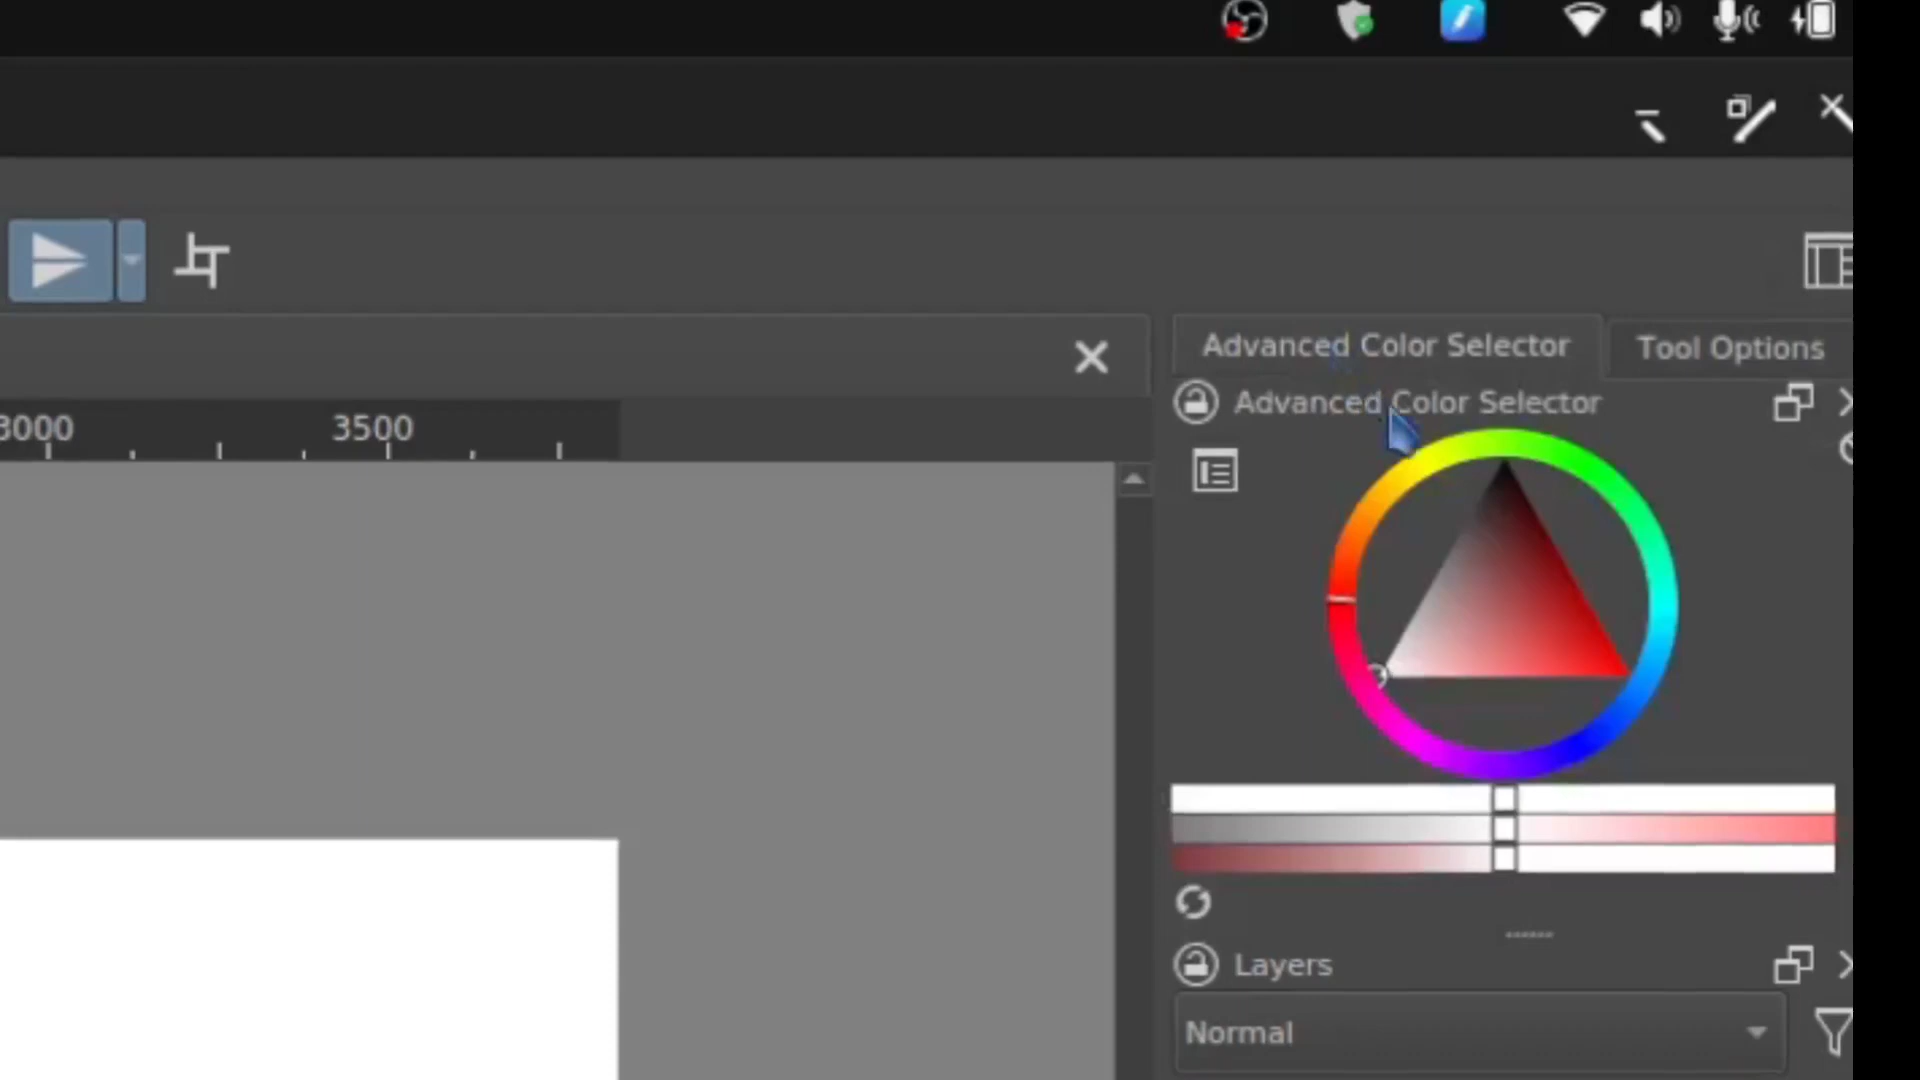 Advanced Color Selector
Tool Options
Advanced Color Selector
3000
3500
Layers
Normal